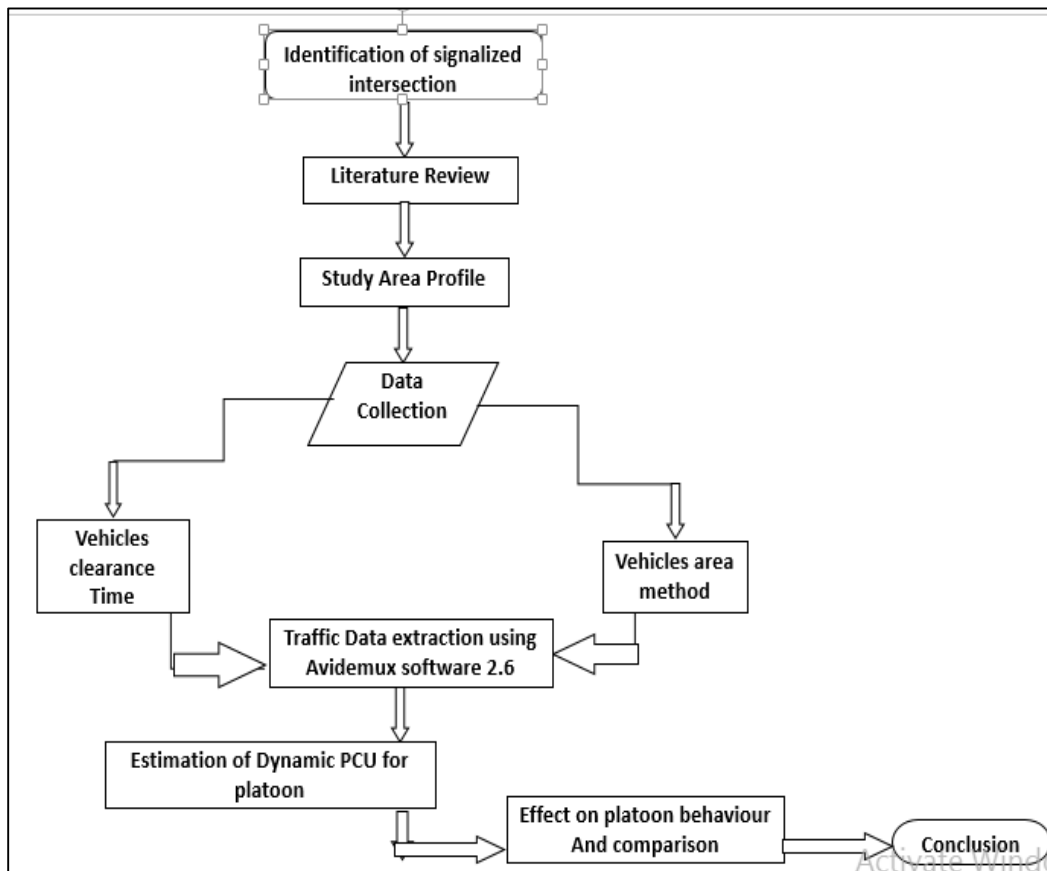 Identification of signalized
intersection
Literature Review
Study Area Profile
Data
Collection
Vehicles
clearance
Time
Vehicles area
method
Traffic Data extraction using
Avidemux software 2.6
Estimation of Dynamic PCU for
platoon
Effect on platoon behaviour
And comparison
Conclusion
Activate